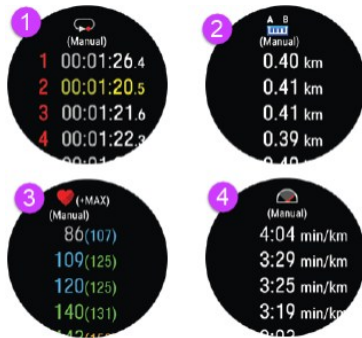 1
(Manual)
1 00:01:26.4
2 00:01:20.5
3 00:01:21.6
4 00:01:22.3
2
A B
(Manual)
0.40 km
0.41 km
0.41 km
0.39 km
3
(+MAX)
(Manual)
86(107)
109(125)
120(125)
140(131)
4
(Manual)
4:04 min/km
3:29 min/km
3:25 min/km
3:19 min/km